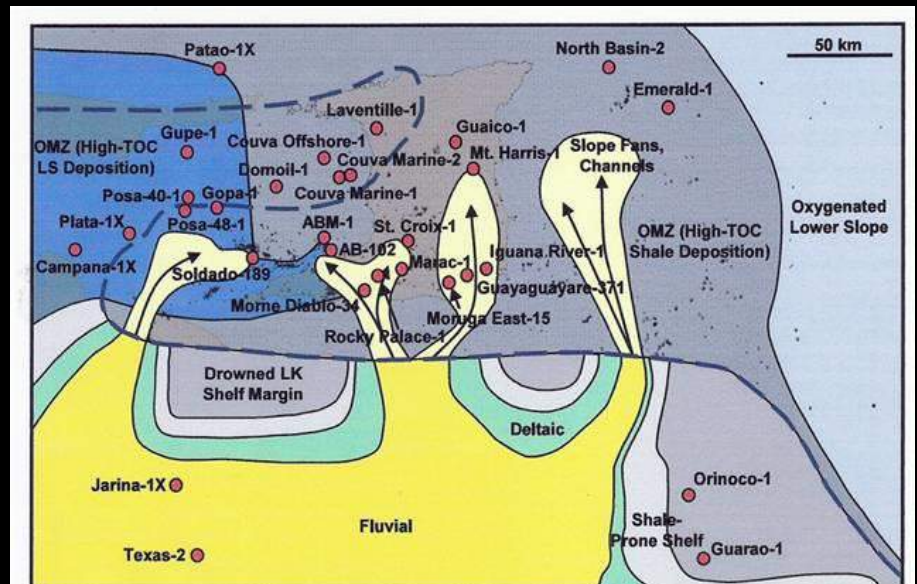 50 km
Patao-1X
North Basin-2
Emerald-1
Laventille-1
Gupe-1
Couva Offshore-1
Guaico-1
OMZ (High-TOC
LS Deposition)
Couva Marine-2
Mt. Harris-1
Slope Fans,
Channels
Domoil-1
Posa-40-1
Gopa-1
Couva Marine-1
Plata-1X
Posa-48-1
ABM-1
St. Croix-1
Oxygenated
Lower Slope
AB-102
Iguana River-1
OMZ (High-TOC
Shale Deposition)
Campana-1X
Soldado-189
Marac-1
Guayaguayare-371
Morne Diablo-34
Moruga East-15
Rocky Palace-1
Drowned LK
Shelf Margin
Deltaic
Jarina-1X
Orinoco-1
Fluvial
Shale-
Prone Shelf
Texas-2
Guarao-1